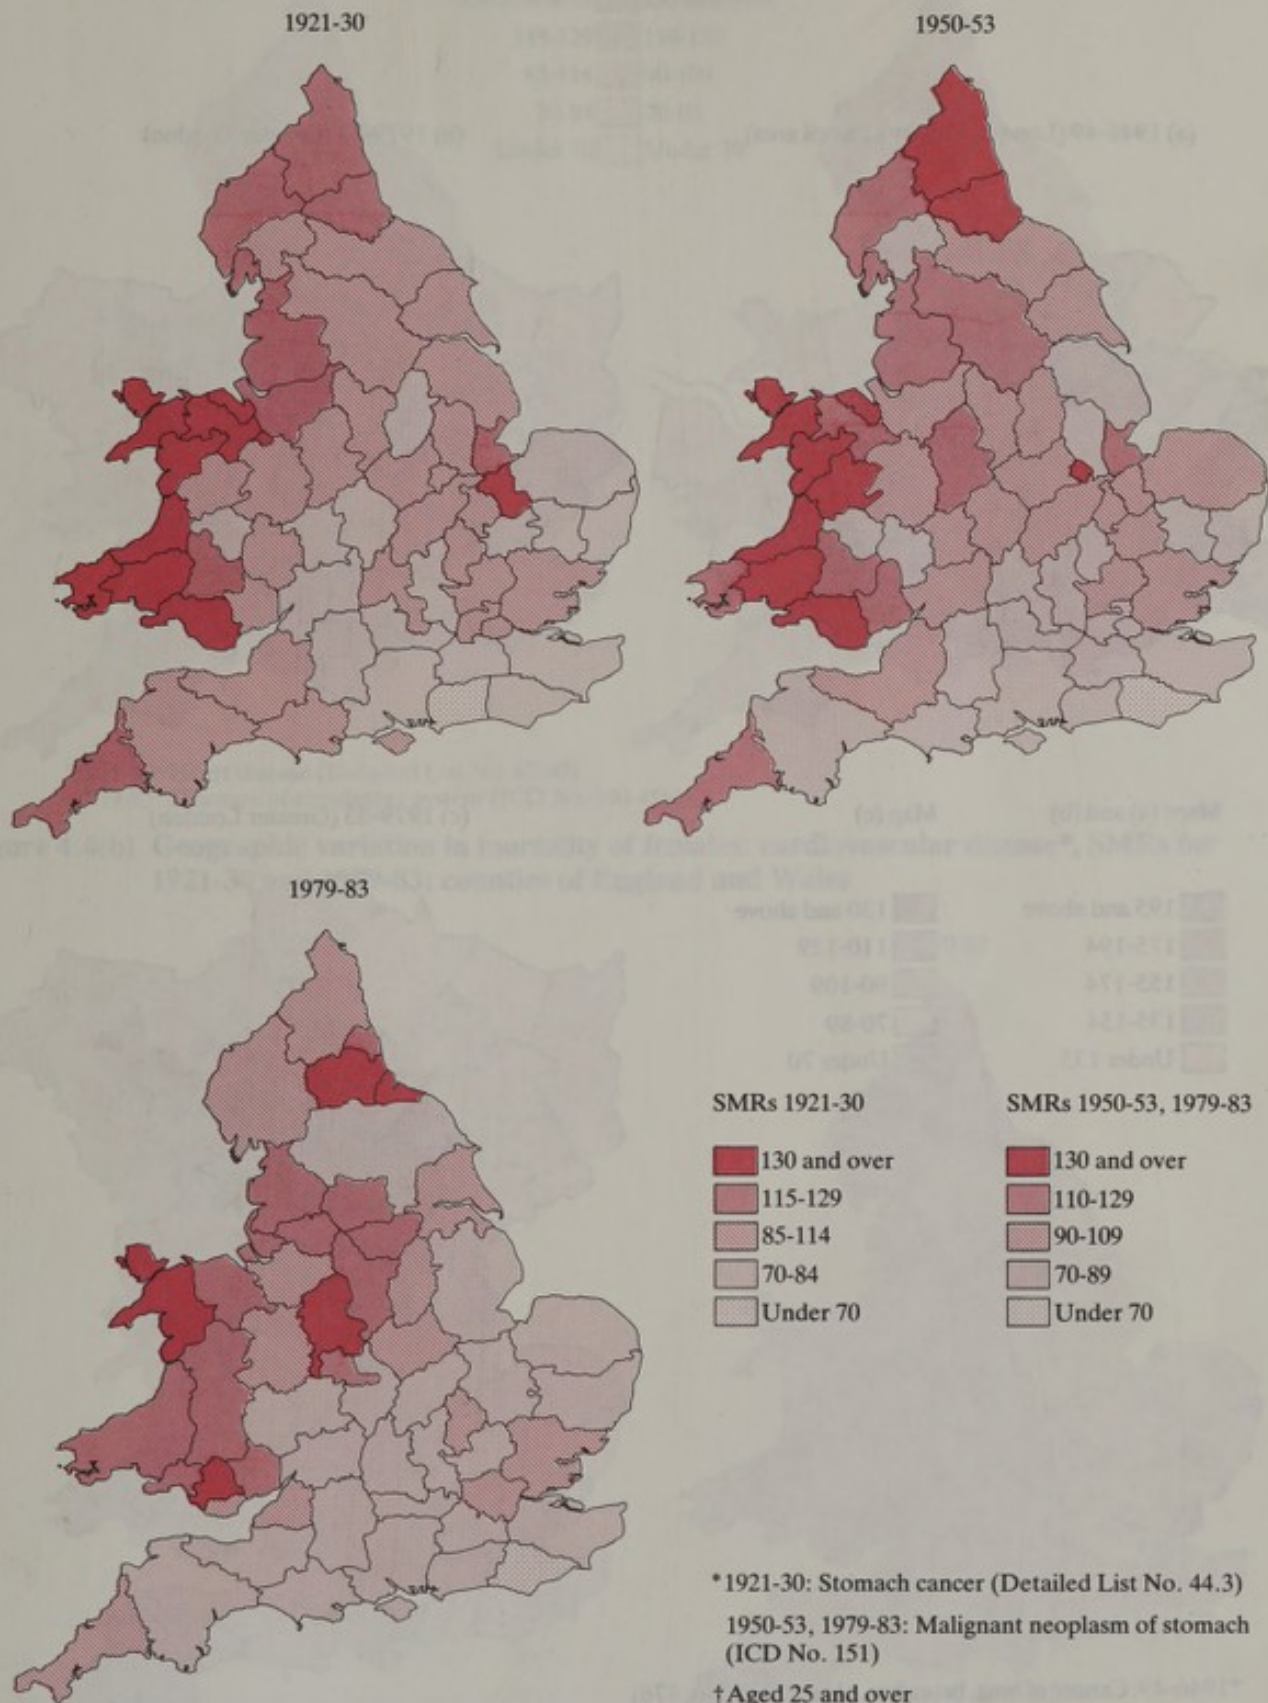 1921-30
1950-53
1979-83
SMRs 1921-30
130 and over
115-129
85-114
70-84
Under 70
SMRs 1950-53, 1979-83
130 and over
110-129
90-109
70-89
Under 70
*1921-30: Stomach cancer (Detailed List No. 44.3)
1950-53, 1979-83: Malignant neoplasm of stomach
(ICD No. 151)
†Aged 25 and over